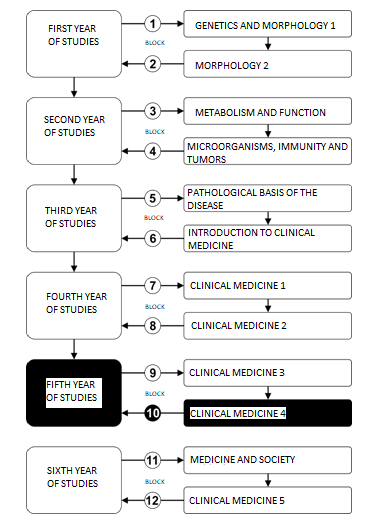 FIRST YEAR
OF STUDIES
1
BLOCK
2
GENETICS AND MORPHOLOGY 1
MORPHOLOGY 2
SECOND YEAR
OF STUDIES
3
BLOCK
4
METABOLISM AND FUNCTION
MICROORGANISMS, IMMUNITY AND
TUMORS
THIRD YEAR
OF STUDIES
5
BLOCK
6
PATHOLOGICAL BASIS OF THE
DISEASE
INTRODUCTION TO CLINICAL
MEDICINE
FOURTH YEAR
OF STUDIES
7
BLOCK
8
CLINICAL MEDICINE 1
CLINICAL MEDICINE 2
FIFTH YEAR
OF STUDIES
9
BLOCK
10
CLINICAL MEDICINE 3
CLINICAL MEDICINE 4
SIXTH YEAR
OF STUDIES
11
BLOCK
12
MEDICINE AND SOCIETY
CLINICAL MEDICINE 5